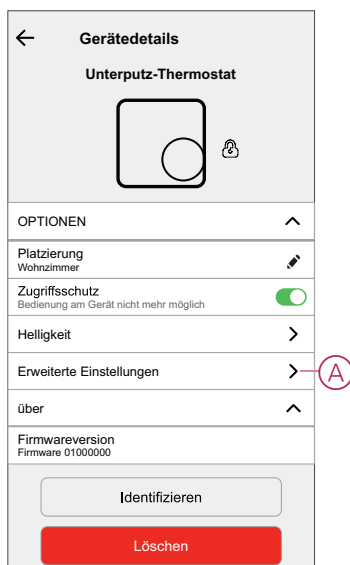 Gerätedetails
Unterputz-Thermostat
OPTIONEN
Platzierung
Wohnzimmer
Zugriffsschutz
Bedienung am Gerät nicht mehr möglich
Helligkeit
Erweiterte Einstellungen
A
über
Firmwareversion
Firmware 01000000
Identifizieren
Löschen